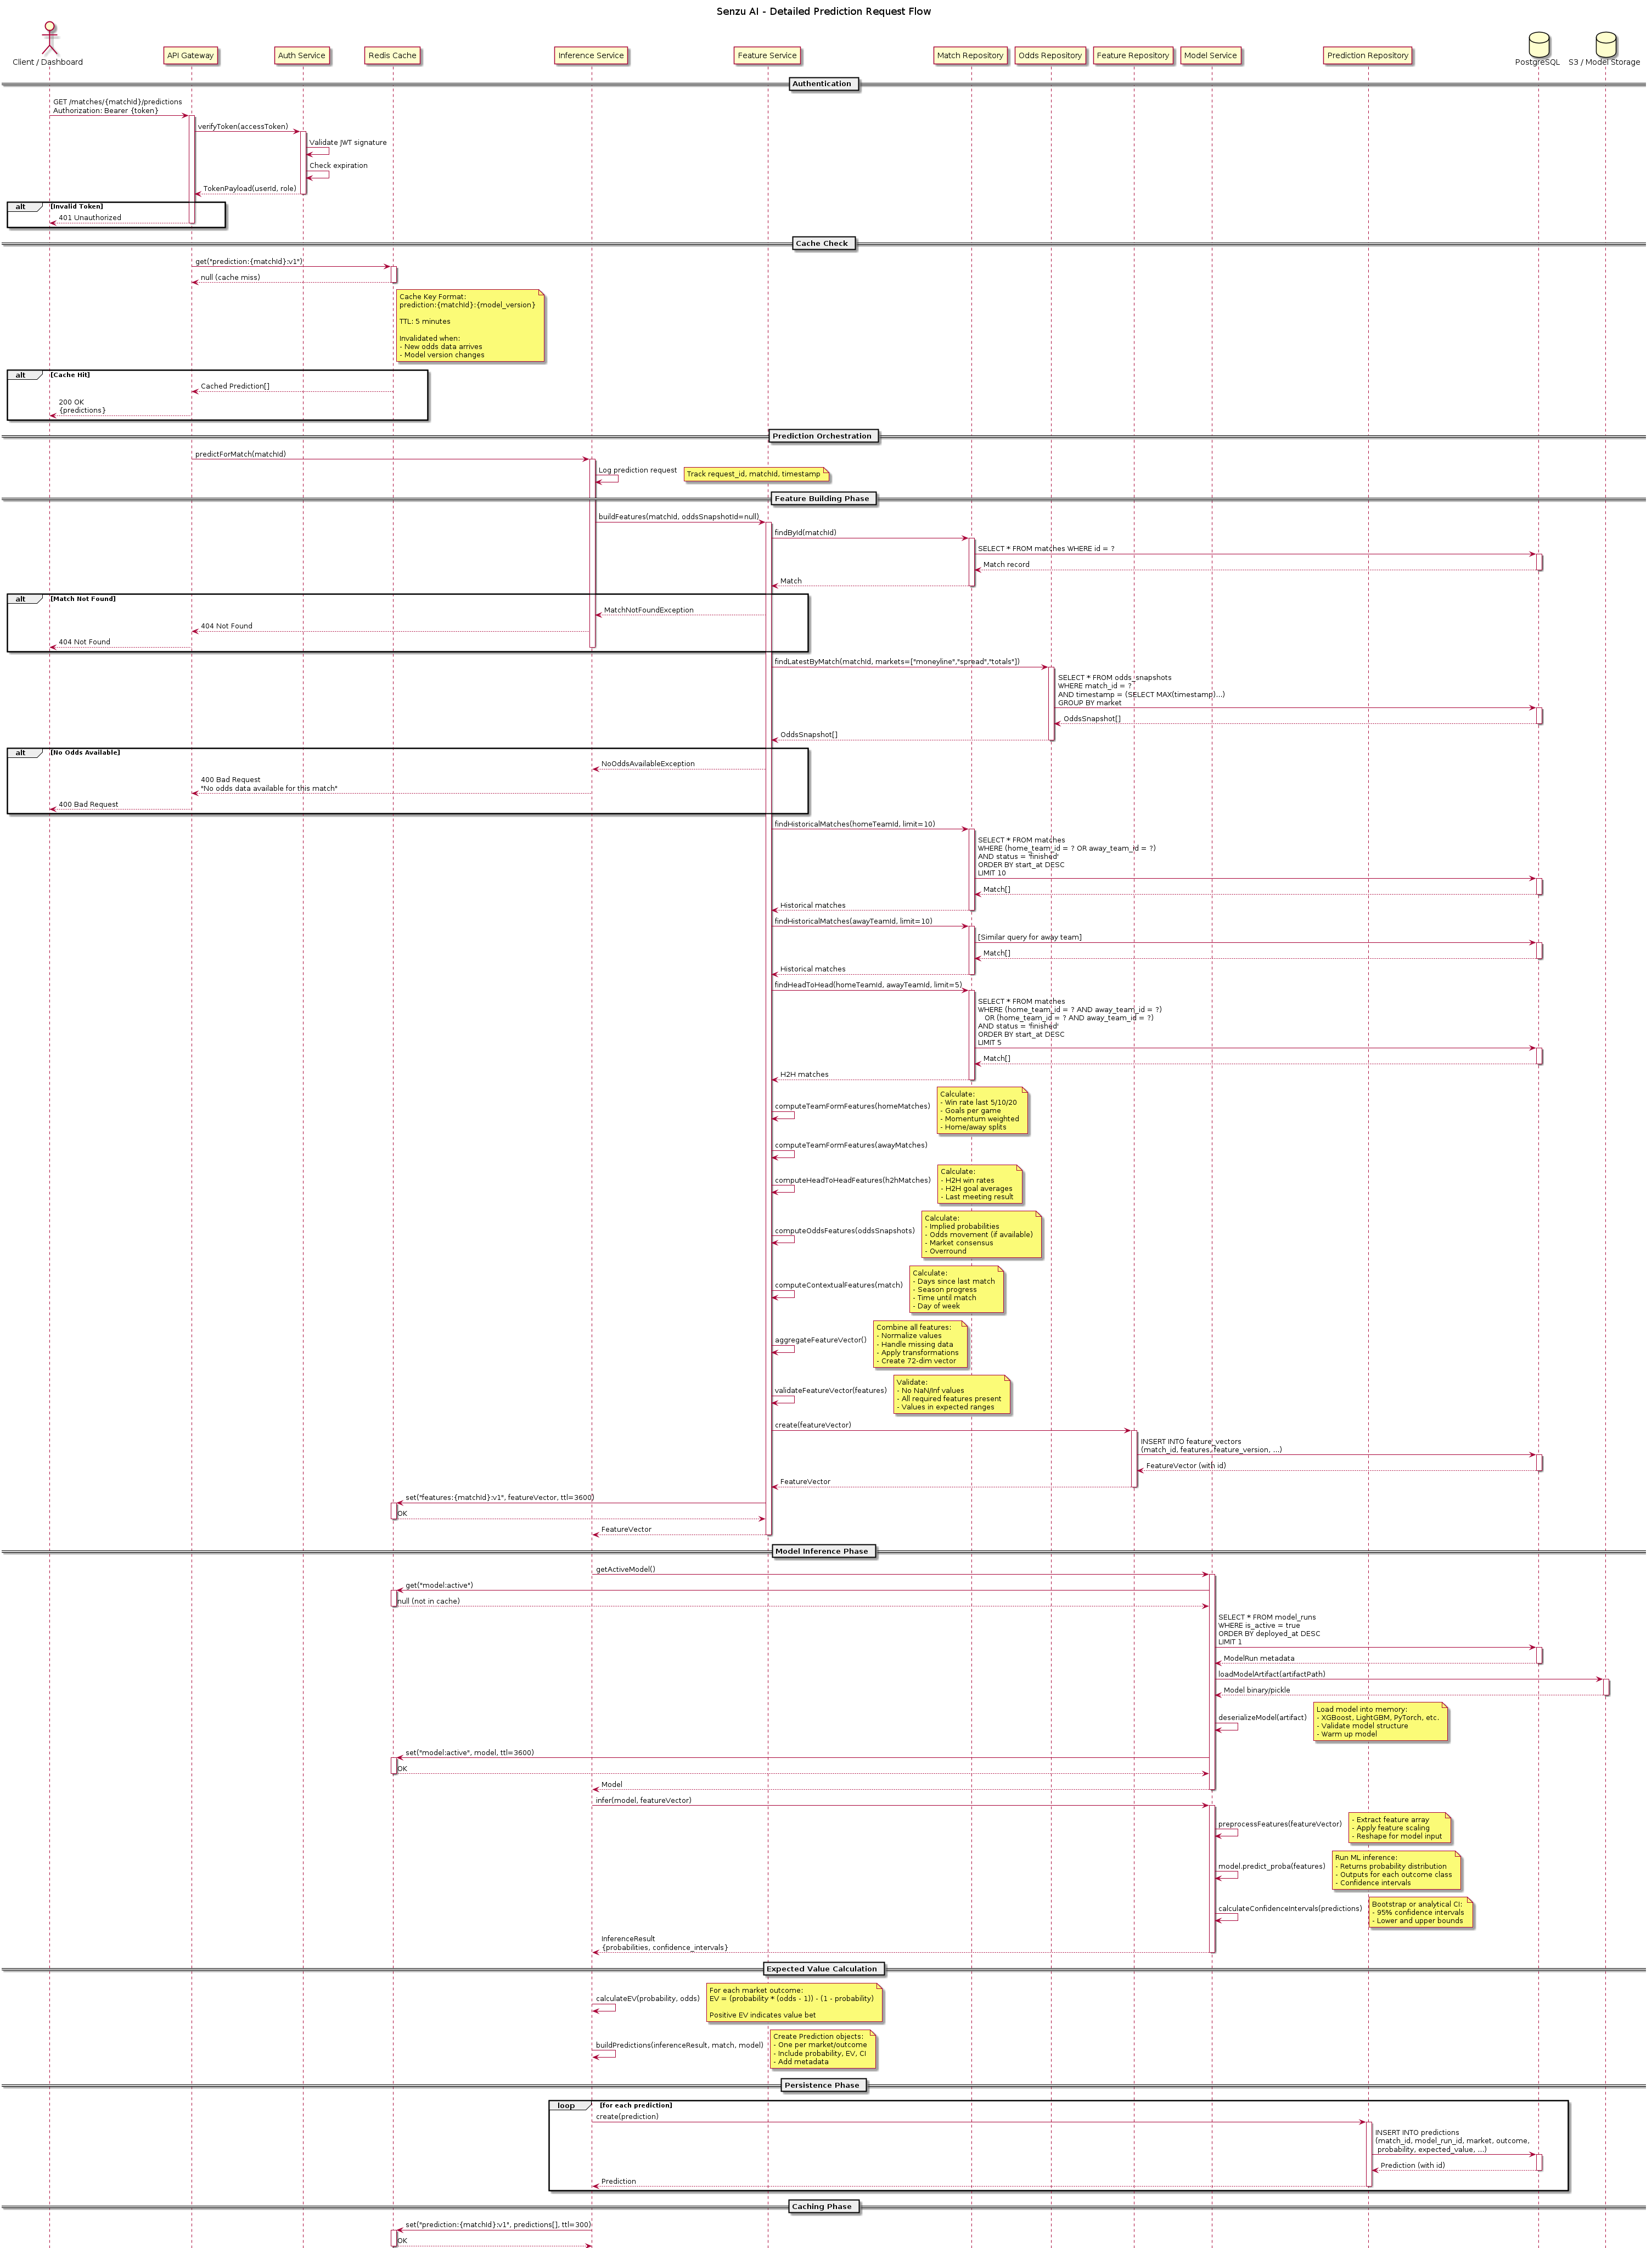 Senzu AI - Detailed Prediction Request Flow
Client / Dashboard
API Gateway
Auth Service
Redis Cache
Inference Service
Feature Service
Match Repository
Odds Repository
Feature Repository
Model Service
Prediction Repository
PostgreSQL
S3 / Model Storage
Authentication
GET /matches/{matchId}/predictions
Authorization: Bearer {token}
verifyToken(accessToken)
Validate JWT signature
Check expiration
TokenPayload(userId, role)
alt [Invalid Token]
401 Unauthorized
Cache Check
get("prediction:{matchId}:v1")
null (cache miss)
Cache Key Format:
prediction:{matchId}:{model_version}
TTL: 5 minutes
Invalidated when:
- New odds data arrives
- Model version changes
alt [Cache Hit]
Cached Prediction[]
200 OK
{predictions}
Prediction Orchestration
predictForMatch(matchId)
Log prediction request
Track request_id, matchId, timestamp
Feature Building Phase
buildFeatures(matchId, oddsSnapshotId=null)
findById(matchId)
SELECT * FROM matches WHERE id = ?
Match record
Match
alt [Match Not Found]
MatchNotFoundException
404 Not Found
404 Not Found
findLatestByMatch(matchId, markets=["moneyline","spread","totals"])
SELECT * FROM odds_snapshots
WHERE match_id = ?
AND timestamp = (SELECT MAX(timestamp)...)
GROUP BY market
OddsSnapshot[]
OddsSnapshot[]
alt [No Odds Available]
NoOddsAvailableException
400 Bad Request
"No odds data available for this match"
400 Bad Request
findHistoricalMatches(homeTeamId, limit=10)
SELECT * FROM matches
WHERE (home_team_id = ? OR away_team_id = ?)
AND status = 'finished'
ORDER BY start_at DESC
LIMIT 10
Match[]
Historical matches
findHistoricalMatches(awayTeamId, limit=10)
[Similar query for away team]
Match[]
Historical matches
findHeadToHead(homeTeamId, awayTeamId, limit=5)
SELECT * FROM matches
WHERE (home_team_id = ? AND away_team_id = ?)
OR (home_team_id = ? AND away_team_id = ?)
AND status = 'finished'
ORDER BY start_at DESC
LIMIT 5
Match[]
H2H matches
computeTeamFormFeatures(homeMatches)
Calculate:
- Win rate last 5/10/20
- Goals per game
- Momentum weighted
- Home/away splits
computeTeamFormFeatures(awayMatches)
computeHeadToHeadFeatures(h2hMatches)
Calculate:
- H2H win rates
- H2H goal averages
- Last meeting result
computeOddsFeatures(oddsSnapshots)
Calculate:
- Implied probabilities
- Odds movement (if available)
- Market consensus
- Overround
computeContextualFeatures(match)
Calculate:
- Days since last match
- Season progress
- Time until match
- Day of week
aggregateFeatureVector()
Combine all features:
- Normalize values
- Handle missing data
- Apply transformations
- Create 72-dim vector
validateFeatureVector(features)
Validate:
- No NaN/Inf values
- All required features present
- Values in expected ranges
create(featureVector)
INSERT INTO feature_vectors
(match_id, features, feature_version, ...)
FeatureVector (with id)
FeatureVector
set("features:{matchId}:v1", featureVector, ttl=3600)
OK
FeatureVector
Model Inference Phase
getActiveModel()
get("model:active")
null (not in cache)
SELECT * FROM model_runs
WHERE is_active = true
ORDER BY deployed_at DESC
LIMIT 1
ModelRun metadata
loadModelArtifact(artifactPath)
Model binary/pickle
deserializeModel(artifact)
Load model into memory:
- XGBoost, LightGBM, PyTorch, etc.
- Validate model structure
- Warm up model
set("model:active", model, ttl=3600)
OK
Model
infer(model, featureVector)
preprocessFeatures(featureVector)
- Extract feature array
- Apply feature scaling
- Reshape for model input
model.predict_proba(features)
Run ML inference:
- Returns probability distribution
- Outputs for each outcome class
- Confidence intervals
calculateConfidenceIntervals(predictions)
Bootstrap or analytical CI:
- 95% confidence intervals
- Lower and upper bounds
InferenceResult
{probabilities, confidence_intervals}
Expected Value Calculation
calculateEV(probability, odds)
For each market outcome:
EV = (probability * (odds - 1)) - (1 - probability)
Positive EV indicates value bet
buildPredictions(inferenceResult, match, model)
Create Prediction objects:
- One per market/outcome
- Include probability, EV, CI
- Add metadata
Persistence Phase
loop [for each prediction]
create(prediction)
INSERT INTO predictions
(match_id, model_run_id, market, outcome,
probability, expected_value, ...)
Prediction (with id)
Prediction
Caching Phase
set("prediction:{matchId}:v1", predictions[], ttl=300)
OK